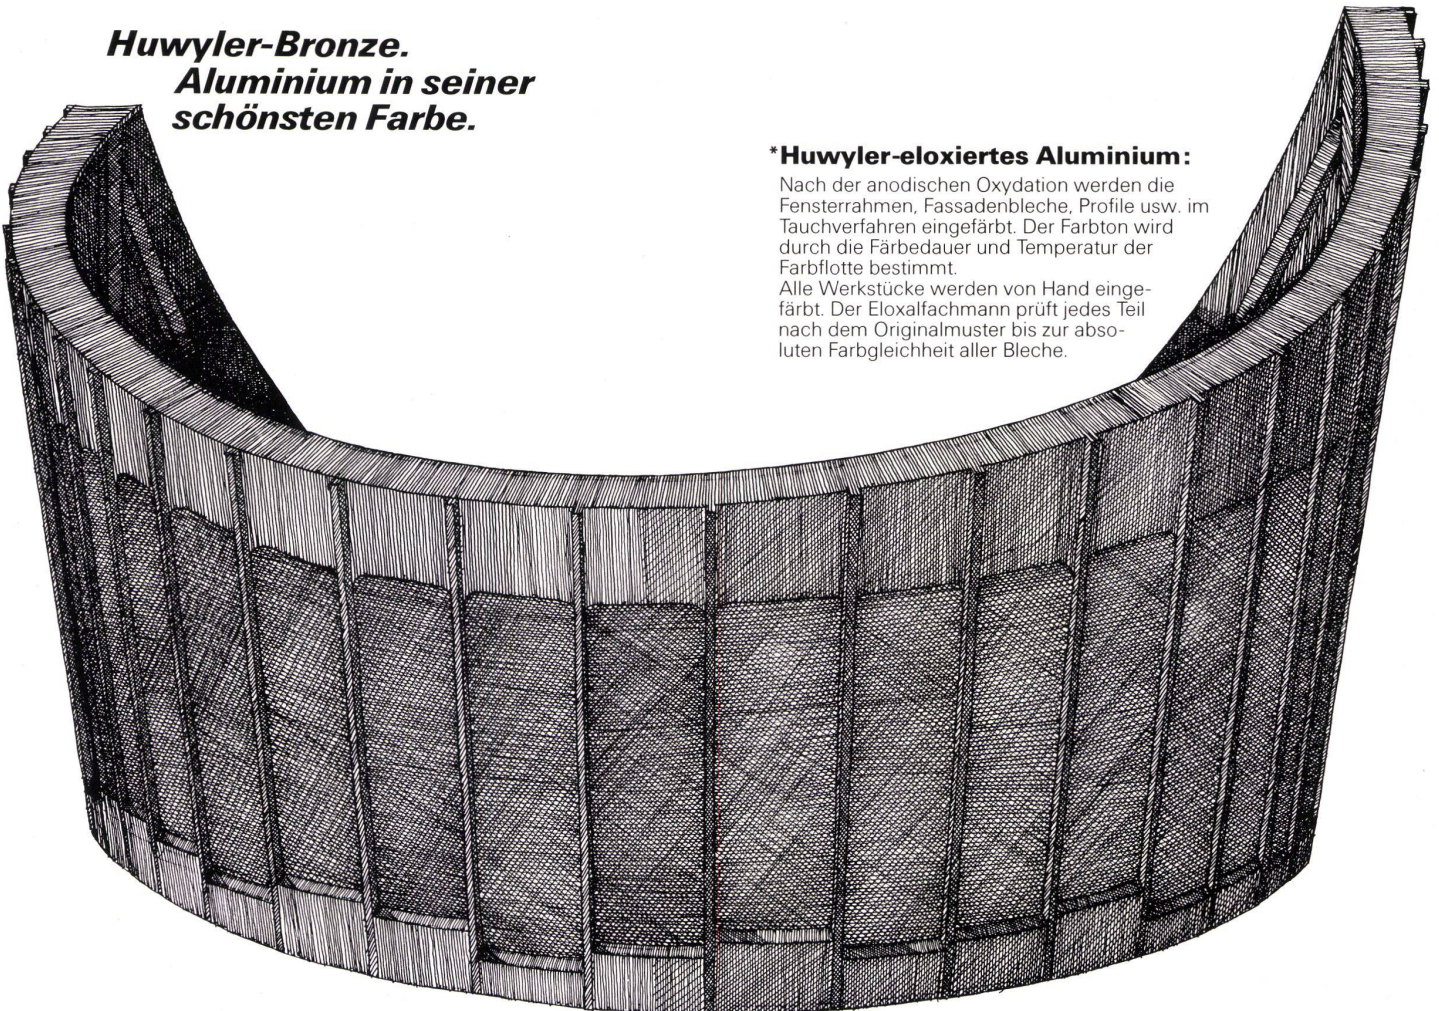 Huwyler-Bronze.
Aluminium in seiner
schönsten Farbe.
*Huwyler-eloxiertes Aluminium:
Nach der anodischen Oxydation werden die
Fensterrahmen, Fassadenbleche, Profile usw. im
Tauchverfahren eingefärbt. Der Farbton wird
durch die Färbedauer und Temperatur der
Farbflotte bestimmt.
Alle Werkstücke werden von Hand einge-
färbt. Der Eloxalfachmann prüft jedes Teil
nach dem Originalmuster bis zur abso-
luten Farbgleichheit aller Bleche.